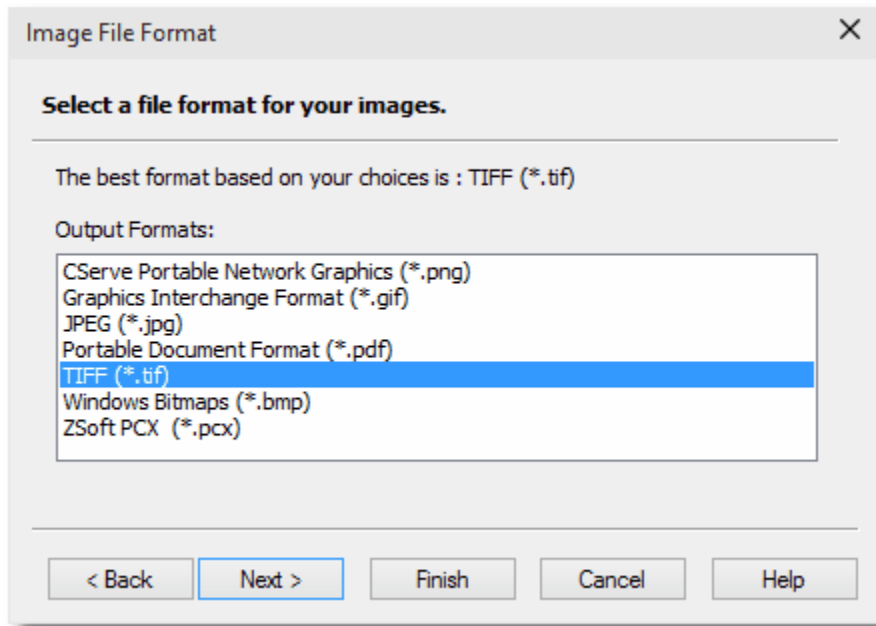 Image File Format
Select a file format for your images.
The best format based on your choices is : TIFF (*.tif)
Output Formats:
CServe Portable Network Graphics (*.png)
Graphics Interchange Format (*.gif)
JPEG (*.jpg)
Portable Document Format (*.pdf)
TIFF (*.tif)
Windows Bitmaps (*.bmp)
ZSoft PCX  (*.pcx)
< Back Next > Finish Cancel Help